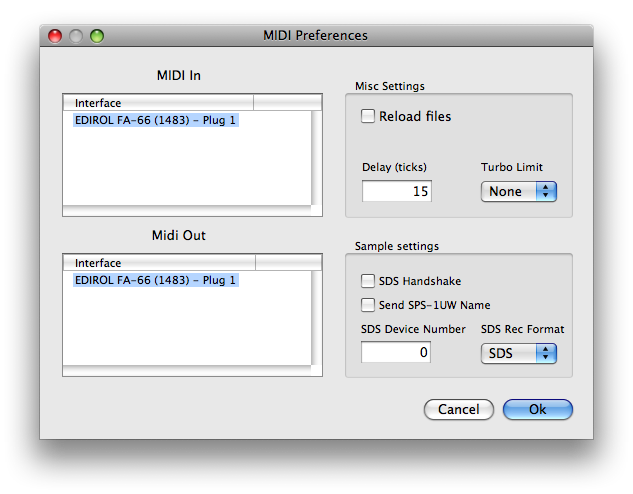 MIDI Preferences
MIDI In
Interface
EDIROL FA-66 (1483) - Plug 1
Misc Settings
Reload files
Delay (ticks)
Turbo Limit
15
None
Midi Out
Interface
EDIROL FA-66 (1483) - Plug 1
Sample settings
SDS Handshake
Send SPS-1UW Name
SDS Device Number
SDS Rec Format
0
SDS
Cancel
Ok